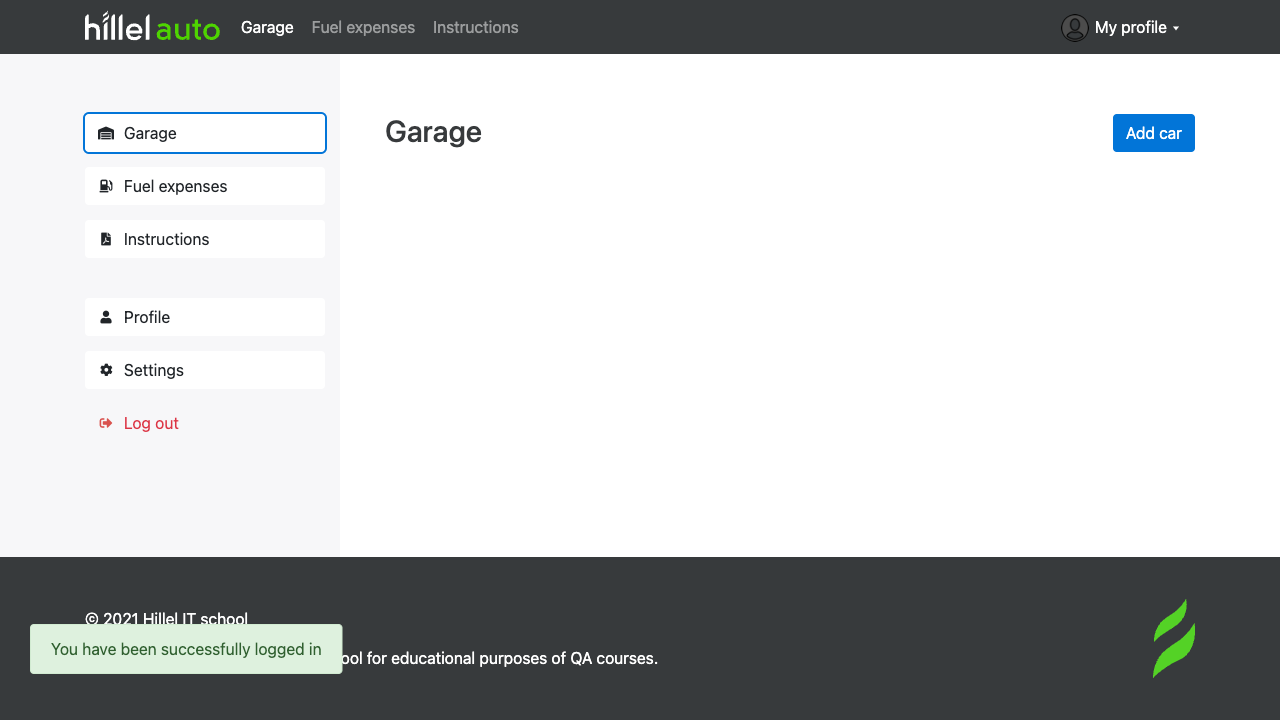 hillel auto
Garage
Fuel expenses
Instructions
My profile
Garage
Fuel expenses
Instructions
Profile
Settings
Log out
Garage
Add car
© 2021 Hillel IT school
You have been successfully logged in
ool for educational purposes of QA courses.